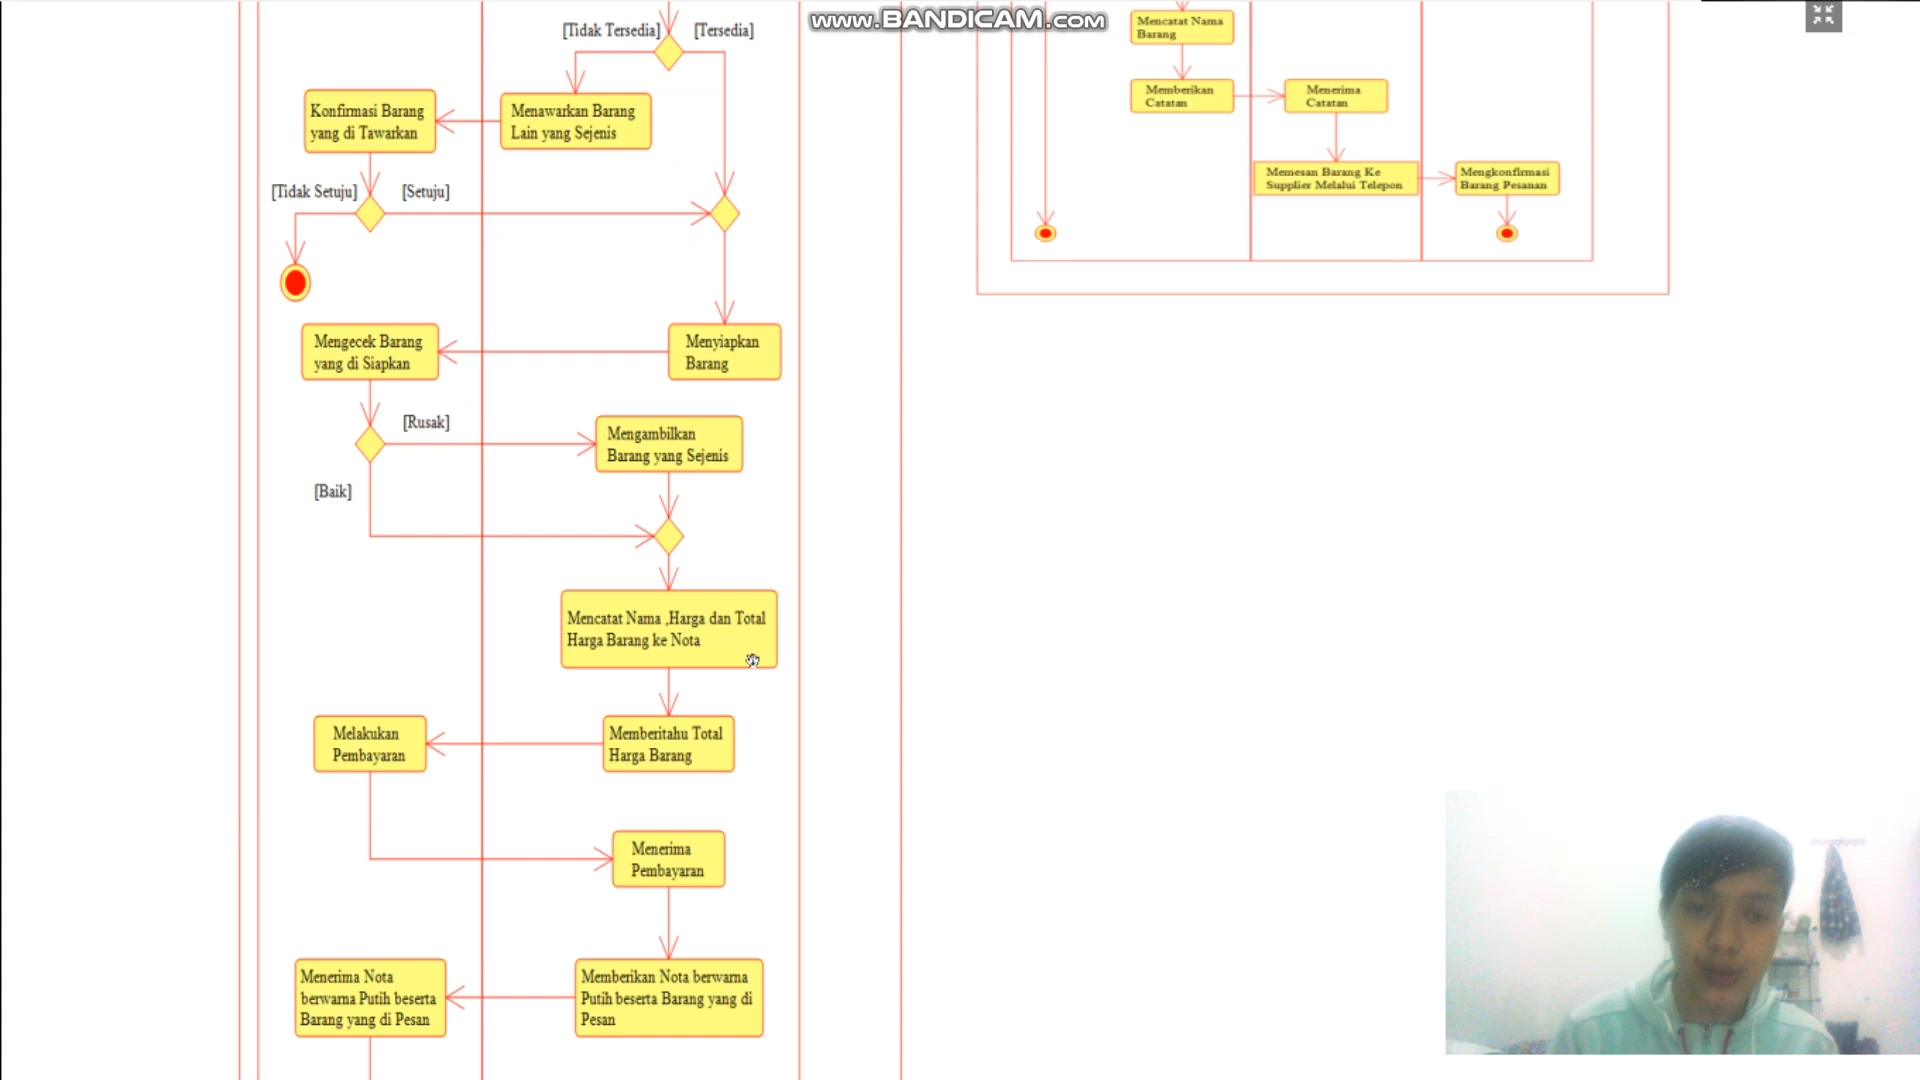 www.BANDICAM.com
[Tidak Tersedia]
[Tersedia]
Konfirmasi Barang
yang di Tawarkan
Menawarkan Barang
Lain yang Sejenis
[Tidak Setuju]
[Setuju]
Mengecek Barang
yang di Siapkan
Menyiapkan
Barang
[Rusak]
Mengambilkan
Barang yang Sejenis
[Baik]
Mencatat Nama ,Harga dan Total
Harga Barang ke Nota
Melakukan
Pembayaran
Memberitahu Total
Harga Barang
Menerima
Pembayaran
Menerima Nota
berwarna Putih beserta
Barang yang di Pesan
Memberikan Nota berwarna
Putih beserta Barang yang di
Pesan
Mencatat Nama
Barang
Memberikan
Catatan
Menerima
Catatan
Memesan Barang Ke
Supplier Melalui Telepon
Mengkonfirmasi
Barang Pesanan